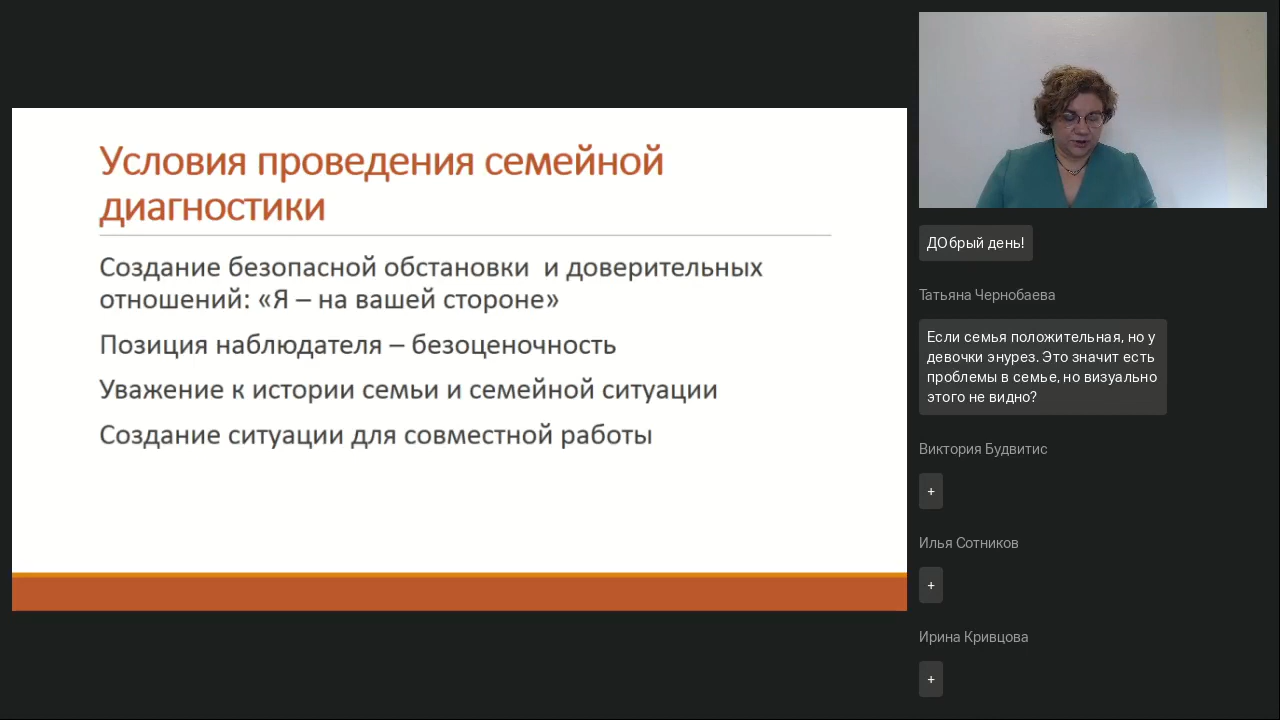 Условия проведения семейной
диагностики
Создание безопасной обстановки  и доверительных
отношений: «Я – на вашей стороне»
Позиция наблюдателя – безоценочность
Уважение к истории семьи и семейной ситуации
Создание ситуации для совместной работы
ДОбрый день!
Татьяна Чернобаева
Если семья положительная, но у
девочки энурез. Это значит есть
проблемы в семье, но визуально
этого не видно?
Виктория Будвитис
+
Илья Сотников
+
Ирина Кривцова
+